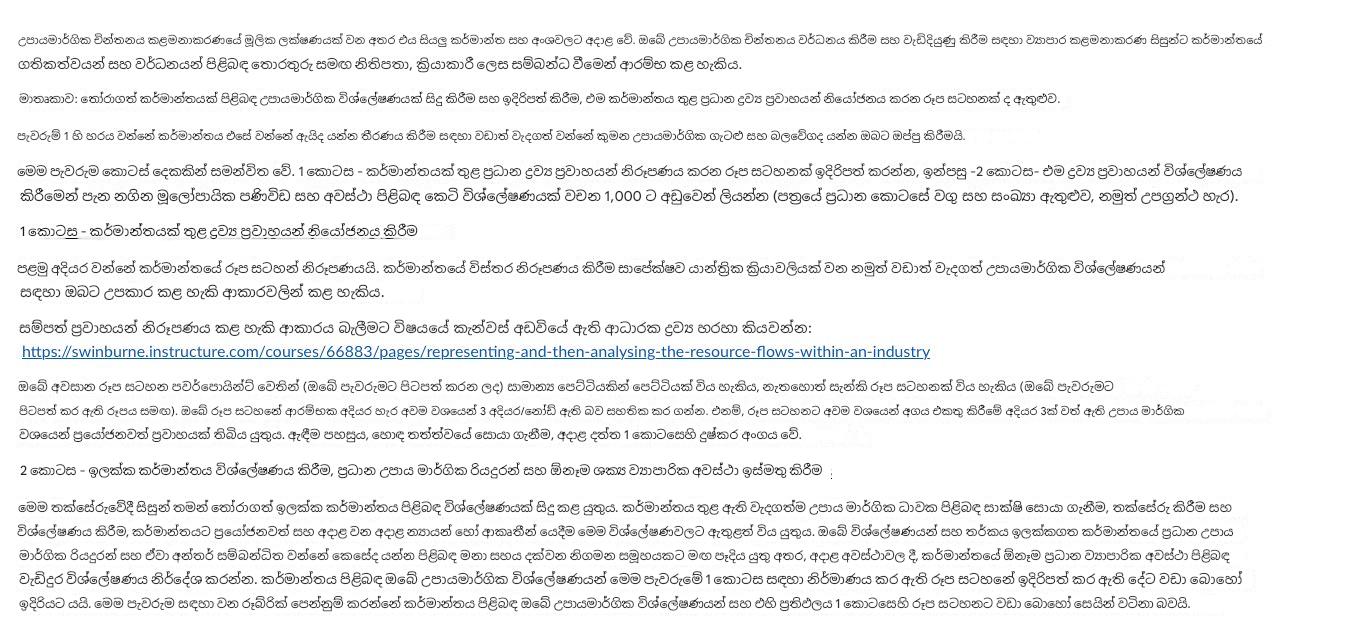 උපායමාර්ගික චින්තනය කළමනාකරණයේ මූලික ලක්ෂණයක් වන අතර එය සියලු කර්මාන්ත සහ අංශවලට අදාළ වේ. ඔබේ උපායමාර්ගික චින්තනය වර්ධනය කිරීම සහ වැඩිදියුණු කිරීම සඳහා ව්‍යාපාර කළමනාකරණ සිසුන්ට කර්මාන්තයේ
ගතිකත්වයන් සහ වර්ධනයන් පිළිබඳ තොරතුරු සමඟ නිතිපතා, ක්‍රියාකාරී ලෙස සම්බන්ධ වීමෙන් ආරම්භ කළ හැකිය.
මාතෘකාව: තෝරාගත් කර්මාන්තයක් පිළිබඳ උපායමාර්ගික විශ්ලේෂණයක් සිදු කිරීම සහ ඉදිරිපත් කිරීම, එම කර්මාන්තය තුළ ප්‍රධාන ද්‍රව්‍ය ප්‍රවාහයන් නියෝජනය කරන රූප සටහනක් ද ඇතුළුව.
පැවරුම් 1 හි හරය වන්නේ කර්මාන්තය එසේ වන්නේ ඇයිද යන්න තීරණය කිරීම සඳහා වඩාත් වැදගත් වන්නේ කුමන උපායමාර්ගික ගැටළු සහ බලවේගද යන්න ඔබට ඔප්පු කිරීමයි.
මෙම පැවරුම කොටස් දෙකකින් සමන්විත වේ. 1 කොටස - කර්මාන්තයක් තුළ ප්‍රධාන ද්‍රව්‍ය ප්‍රවාහයන් නිරූපණය කරන රූප සටහනක් ඉදිරිපත් කරන්න, ඉන්පසු -2 කොටස- එම ද්‍රව්‍ය ප්‍රවාහයන් විශ්ලේෂණය
කිරීමෙන් පැන නගින මූලෝපායික පණිවිඩ සහ අවස්ථා පිළිබඳ කෙටි විශ්ලේෂණයක් වචන 1,000 ට අඩුවෙන් ලියන්න (පත්‍රයේ ප්‍රධාන කොටසේ වගු සහ සංඛ්‍යා ඇතුළුව, නමුත් උපග්‍රන්ථ හැර).
1 කොටස - කර්මාන්තයක් තුළ ද්‍රව්‍ය ප්‍රවාහයන් නියෝජනය කිරීම
පළමු අදියර වන්නේ කර්මාන්තයේ රූප සටහන් නිරූපණයයි. කර්මාන්තයේ විස්තර නිරූපණය කිරීම සාපේක්ෂව යාන්ත්‍රික ක්‍රියාවලියක් වන නමුත් වඩාත් වැදගත් උපායමාර්ගික විශ්ලේෂණයන්
සඳහා ඔබට උපකාර කළ හැකි ආකාරවලින් කළ හැකිය.
සම්පත් ප්‍රවාහයන් නිරූපණය කළ හැකි ආකාරය බැලීමට විෂයයේ කැන්වස් අඩවියේ ඇති ආධාරක ද්‍රව්‍ය හරහා කියවන්න:
https://swinburne.instructure.com/courses/66883/pages/representing-and-then-analysing-the-resource-flows-within-an-industry
ඔබේ අවසාන රූප සටහන පවර්පොයින්ට් වෙතින් (ඔබේ පැවරුමට පිටපත් කරන ලද) සාමාන්‍ය පෙට්ටියකින් පෙට්ටියක් විය හැකිය, නැතහොත් සැන්කි රූප සටහනක් විය හැකිය (ඔබේ පැවරුමට
පිටපත් කර ඇති රූපය සමඟ). ඔබේ රූප සටහනේ ආරම්භක අදියර හැර අවම වශයෙන් 3 අදියර/නෝඩ් ඇති බව සහතික කර ගන්න. එනම්, රූප සටහනට අවම වශයෙන් අගය එකතු කිරීමේ අදියර 3ක් වත් ඇති උපාය මාර්ගික
වශයෙන් ප්‍රයෝජනවත් ප්‍රවාහයක් තිබිය යුතුය. ඇඳීම පහසුය, හොඳ තත්ත්වයේ සොයා ගැනීම, අදාළ දත්ත 1 කොටසෙහි දුෂ්කර අංගය වේ.
2 කොටස - ඉලක්ක කර්මාන්තය විශ්ලේෂණය කිරීම, ප්‍රධාන උපාය මාර්ගික රියදුරන් සහ ඕනෑම ශක්‍ය ව්‍යාපාරික අවස්ථා ඉස්මතු කිරීම :
මෙම තක්සේරුවේදී සිසුන් තමන් තෝරාගත් ඉලක්ක කර්මාන්තය පිළිබඳ විශ්ලේෂණයක් සිදු කළ යුතුය. කර්මාන්තය තුළ ඇති වැදගත්ම උපාය මාර්ගික ධාවක පිළිබඳ සාක්ෂි සොයා ගැනීම, තක්සේරු කිරීම සහ
විශ්ලේෂණය කිරීම, කර්මාන්තයට ප්‍රයෝජනවත් සහ අදාළ වන අදාළ න්‍යායන් හෝ ආකෘතීන් යෙදීම මෙම විශ්ලේෂණවලට ඇතුළත් විය යුතුය. ඔබේ විශ්ලේෂණයන් සහ තර්කය ඉලක්කගත කර්මාන්තයේ ප්‍රධාන උපාය
මාර්ගික රියදුරන් සහ ඒවා අන්තර් සම්බන්ධිත වන්නේ කෙසේද යන්න පිළිබඳ මනා සහය දක්වන නිගමන සමූහයකට මඟ පෑදිය යුතු අතර, අදාළ අවස්ථාවල දී, කර්මාන්තයේ ඕනෑම ප්‍රධාන ව්‍යාපාරික අවස්ථා පිළිබඳ
වැඩිදුර විශ්ලේෂණය නිර්දේශ කරන්න. කර්මාන්තය පිළිබඳ ඔබේ උපායමාර්ගික විශ්ලේෂණයන් මෙම පැවරුමේ 1 කොටස සඳහා නිර්මාණය කර ඇති රූප සටහනේ ඉදිරිපත් කර ඇති දේට වඩා බොහෝ
ඉදිරියට යයි. මෙම පැවරුම සඳහා වන රූබ්රික් පෙන්නුම් කරන්නේ කර්මාන්තය පිළිබඳ ඔබේ උපායමාර්ගික විශ්ලේෂණයන් සහ එහි ප්‍රතිඵලය 1 කොටසෙහි රූප සටහනට වඩා බොහෝ සෙයින් වටිනා බවයි.